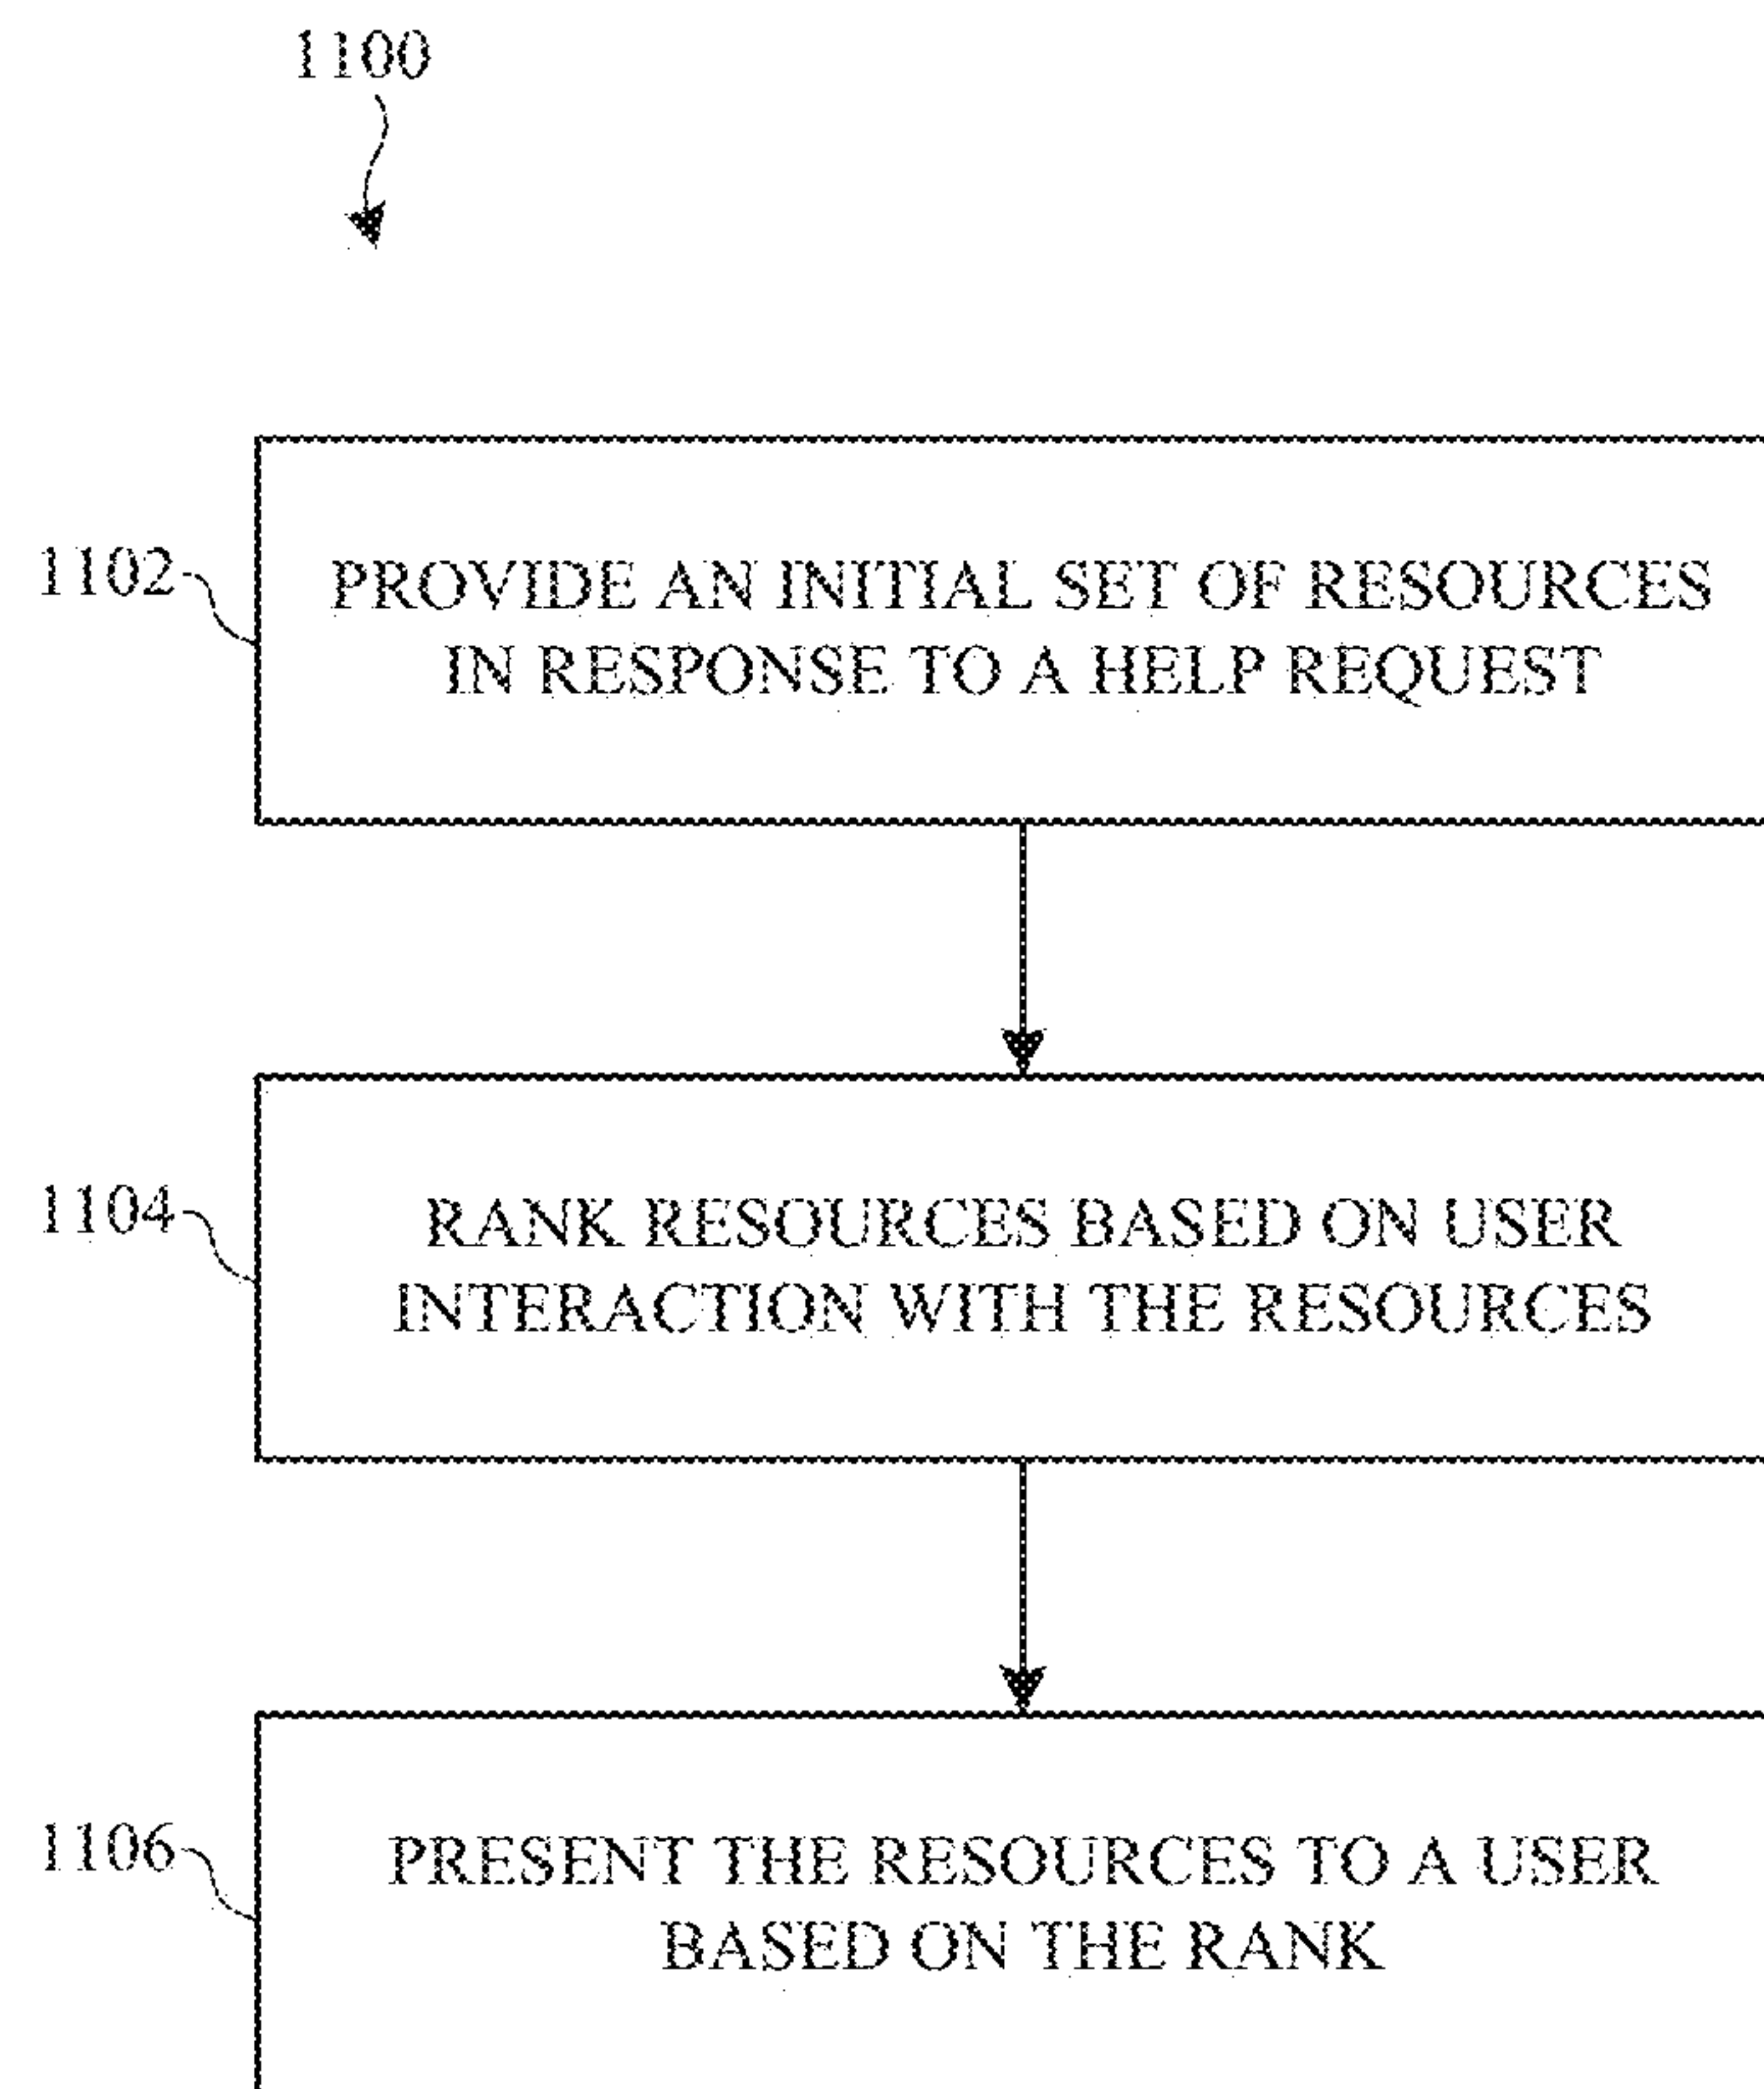 1100
1102
PROVIDE AN INITIAL SET OF RESOURCES
IN RESPONSE TO A HELP REQUEST
1104
RANK RESOURCES BASED ON USER
INTERACTION WITH THE RESOURCES
1106
PRESENT THE RESOURCES TO A USER
BASED ON THE RANK